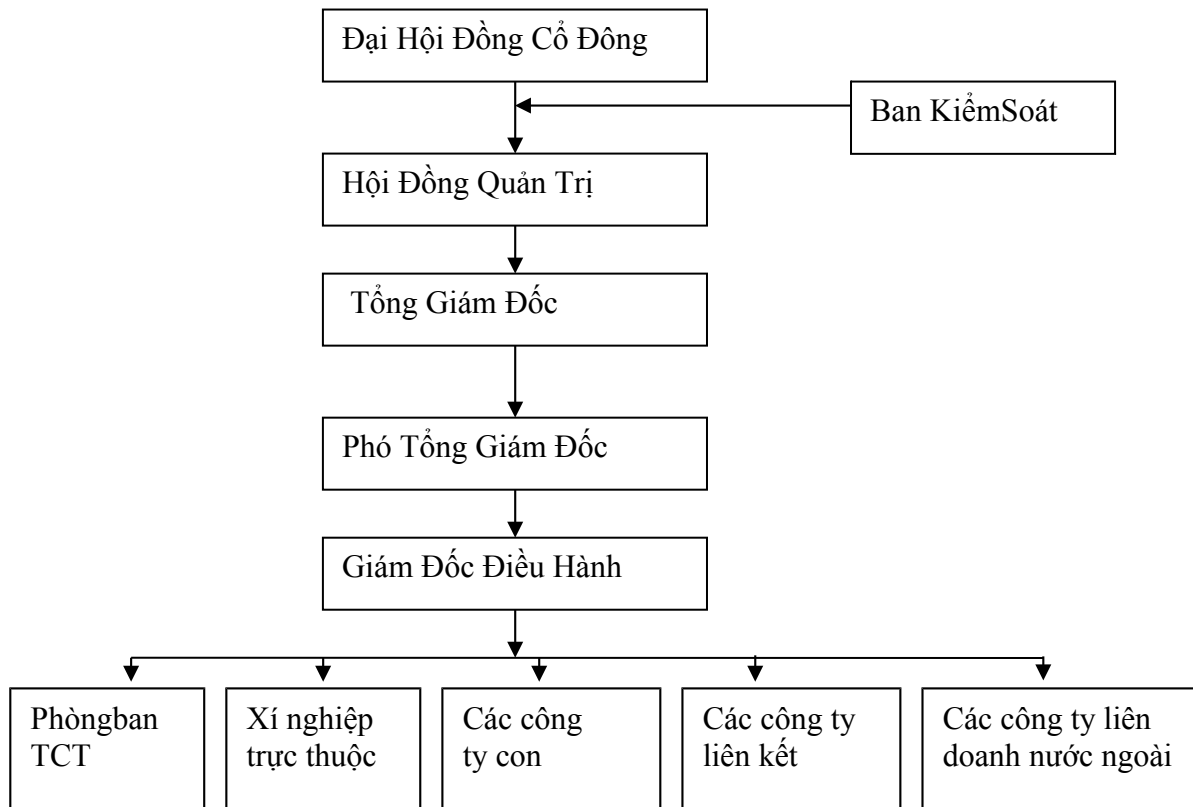 Đại Hội Đồng Cổ Đông
Ban KiểmSoát
Hội Đồng Quản Trị
Tổng Giám Đốc
Phó Tổng Giám Đốc
Giám Đốc Điều Hành
Phòngban
TCT
Xí nghiệp
trực thuộc
Các công
ty con
Các công ty
liên kết
Các công ty liên
doanh nước ngoài